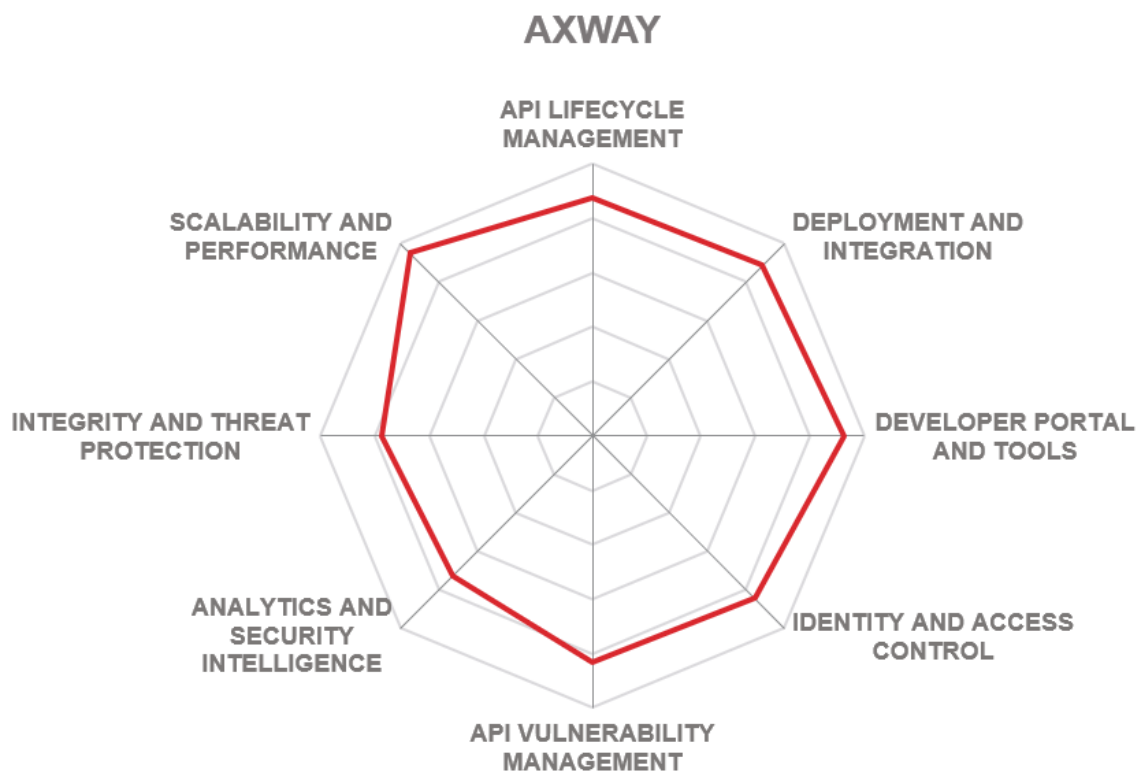 AXWAY
API LIFECYCLE
MANAGEMENT
DEPLOYMENT AND
INTEGRATION
DEVELOPER PORTAL
AND TOOLS
IDENTITY AND ACCESS
CONTROL
API VULNERABILITY
MANAGEMENT
ANALYTICS AND
SECURITY
INTELLIGENCE
INTEGRITY AND THREAT
PROTECTION
SCALABILITY AND
PERFORMANCE